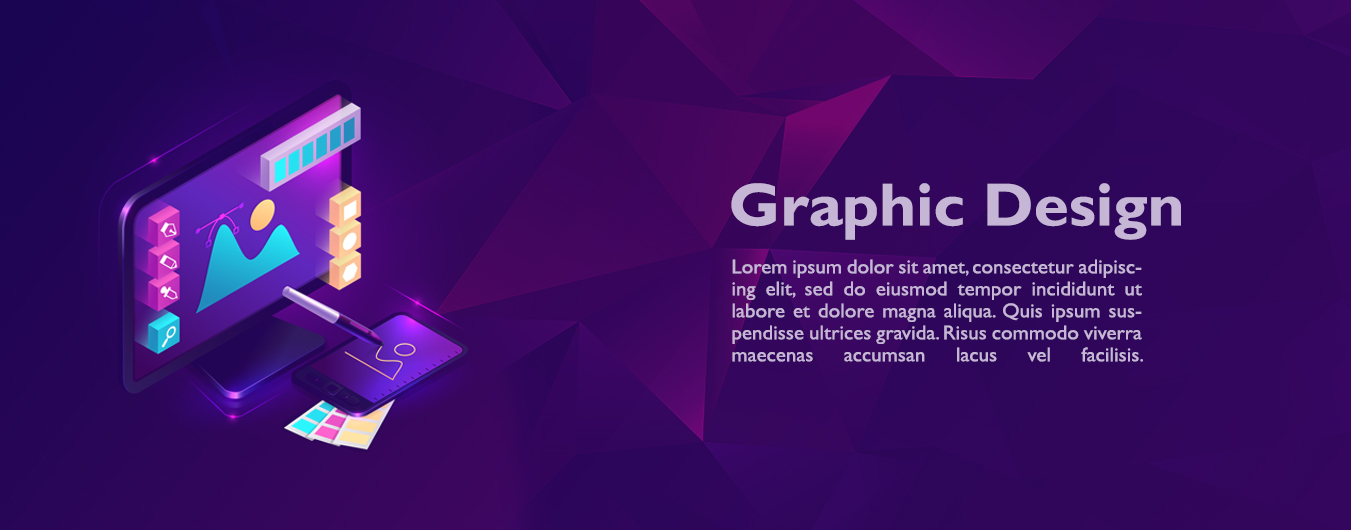 Graphic Design
Lorem ipsum dolor sit amet, consectetur adipisc-
ing elit, sed do eiusmod tempor incididunt ut
labore et dolore magna aliqua. Quis ipsum sus-
pendisse ultrices gravida. Risus commodo viverra
maecenas accumsan lacus vel facilisis.